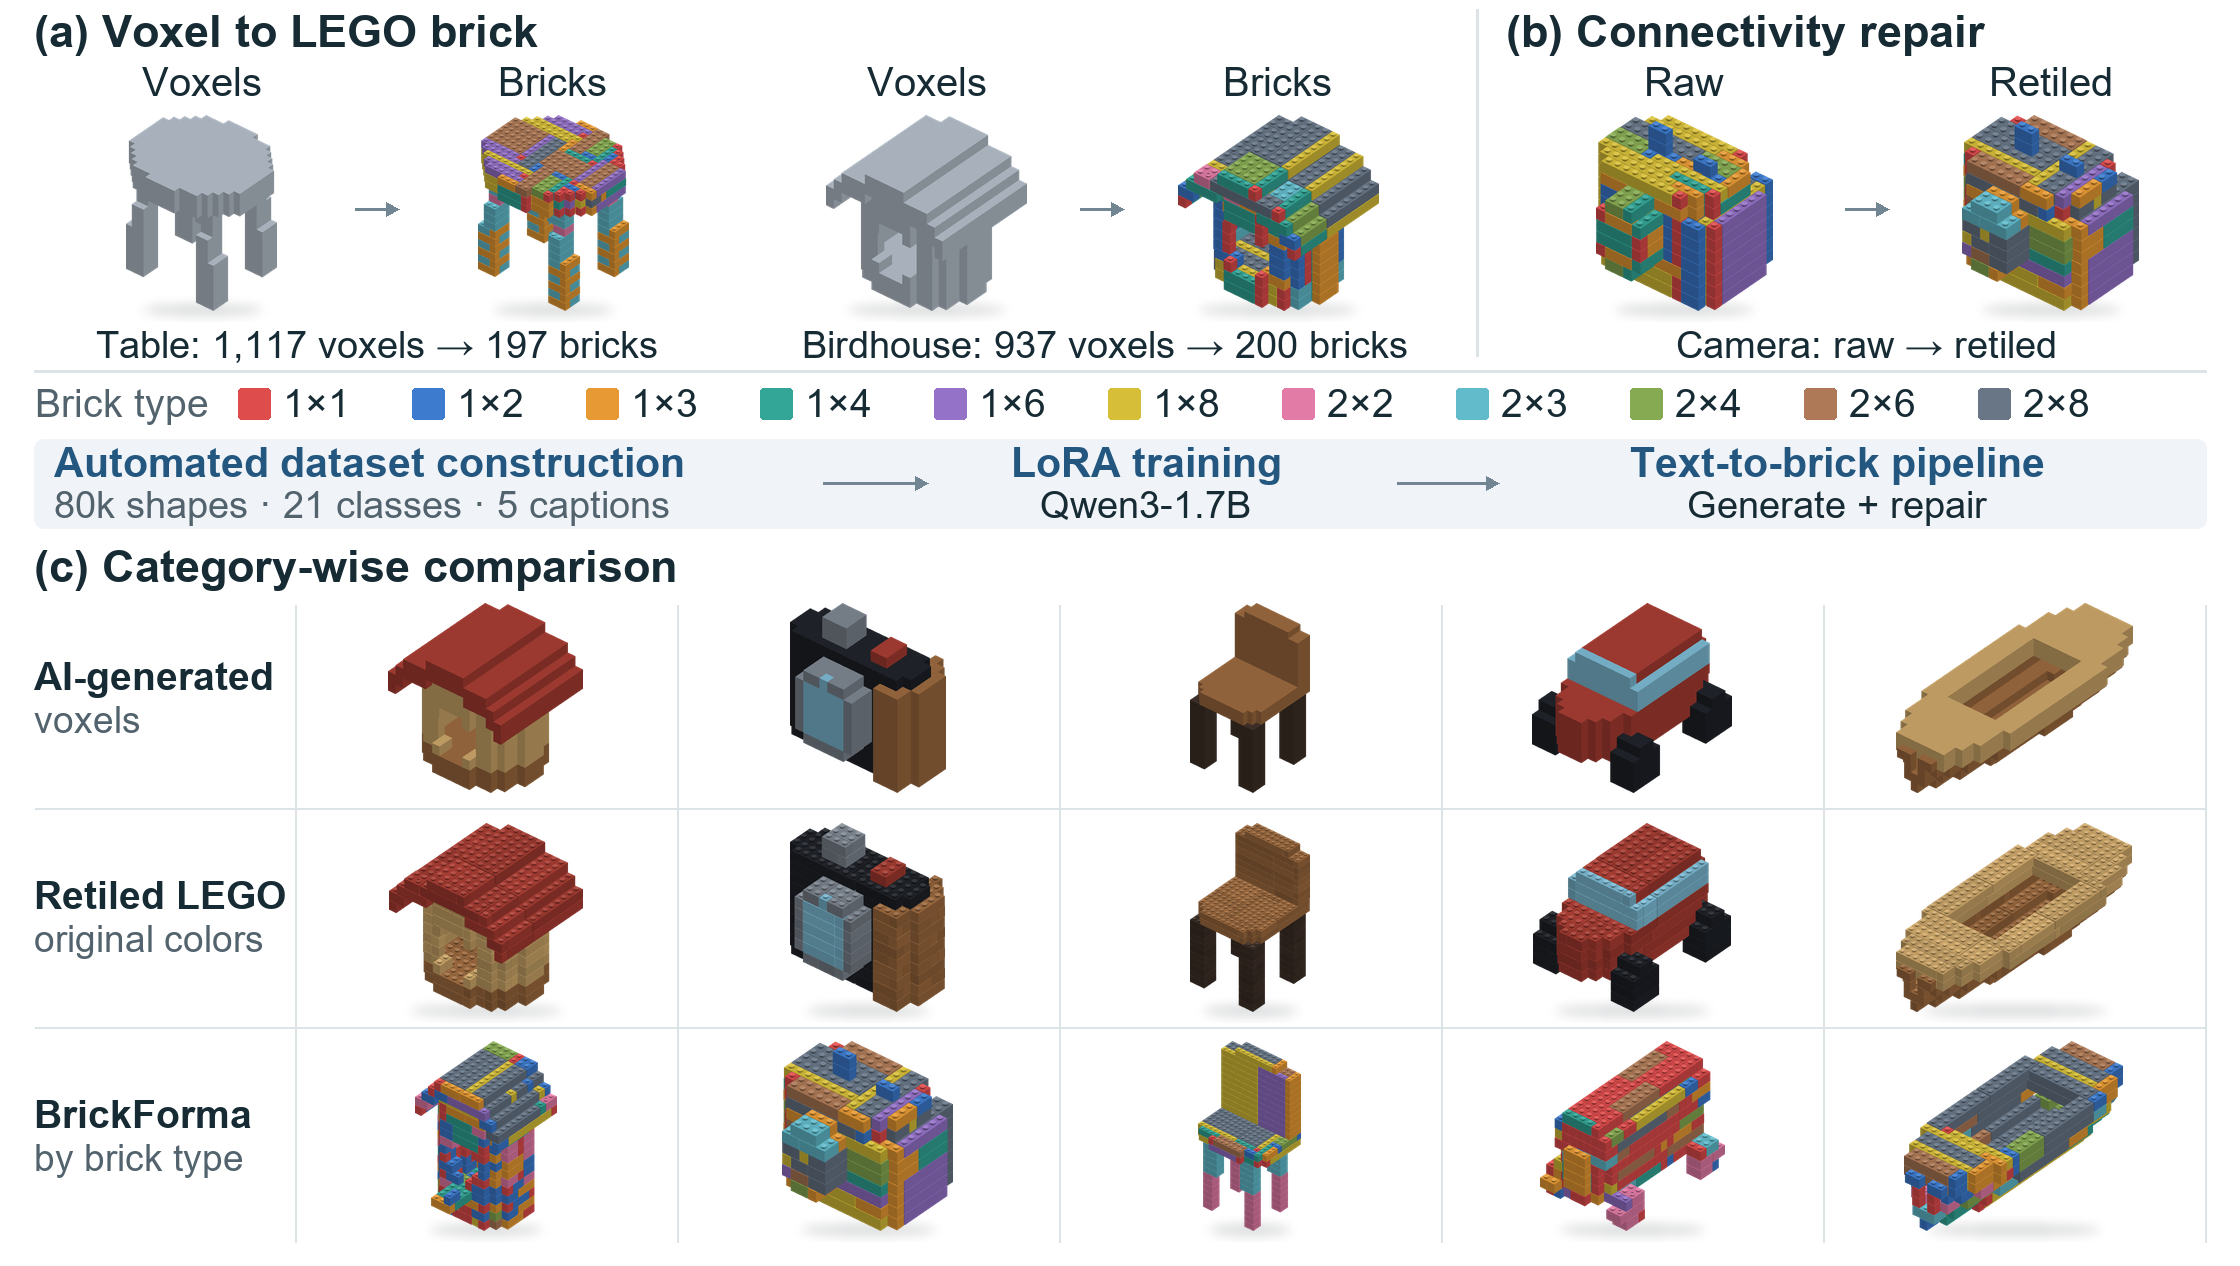 (a) Voxel to LEGO brick
Voxels
Bricks
Voxels
Bricks
Table: 1,117 voxels → 197 bricks
Birdhouse: 937 voxels → 200 bricks
(b) Connectivity repair
Raw
Retiled
Camera: raw → retiled
Brick type 1×1 1×2 1×3 1×4 1×6 1×8 2×2 2×3 2×4 2×6 2×8
Automated dataset construction
80k shapes · 21 classes · 5 captions
LoRA training
Qwen3-1.7B
Text-to-brick pipeline
Generate + repair
(c) Category-wise comparison
AI-generated
voxels
Retiled LEGO
original colors
BrickForma
by brick type